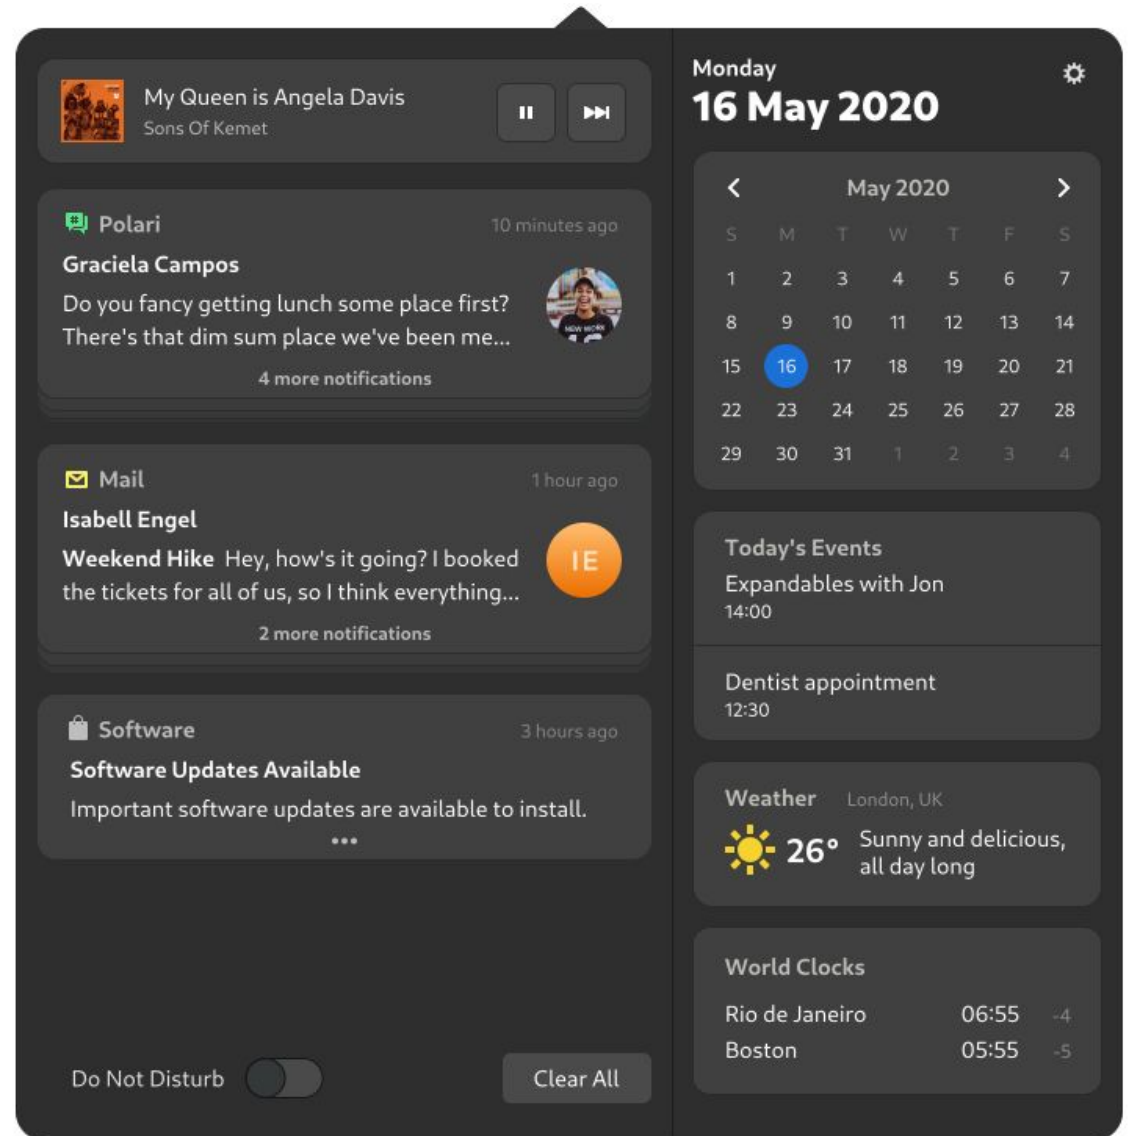 My Queen is Angela Davis
Sons Of Kemet
Polari
10 minutes ago
Graciela Campos
Do you fancy getting lunch some place first?
There's that dim sum place we've been me...
4 more notifications
Mail
1 hour ago
Isabell Engel
Weekend Hike Hey, how's it going? I booked
the tickets for all of us, so I think everything...
IE
2 more notifications
Software
3 hours ago
Software Updates Available
Important software updates are available to install.
Do Not Disturb
Clear All
Monday
16 May 2020
May 2020
S M T W T F S
1 2 3 4 5 6 7
8 9 10 11 12 13 14
15 16 17 18 19 20 21
22 23 24 25 26 27 28
29 30 31 1 2 3 4
Today's Events
Expandables with Jon
14:00
Dentist appointment
12:30
Weather London, UK
26° Sunny and delicious,
all day long
World Clocks
Rio de Janeiro 06:55 -4
Boston 05:55 -5